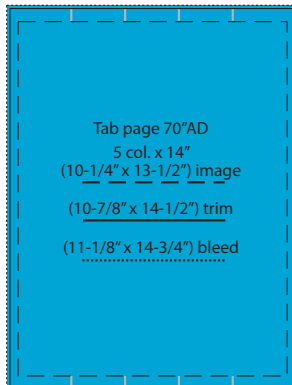 Tab page 70”AD
5 col. x 14”
(10-1/4” x 13-1/2”) image
(10-7/8” x 14-1/2”) trim
(11-1/8” x 14-3/4”) bleed